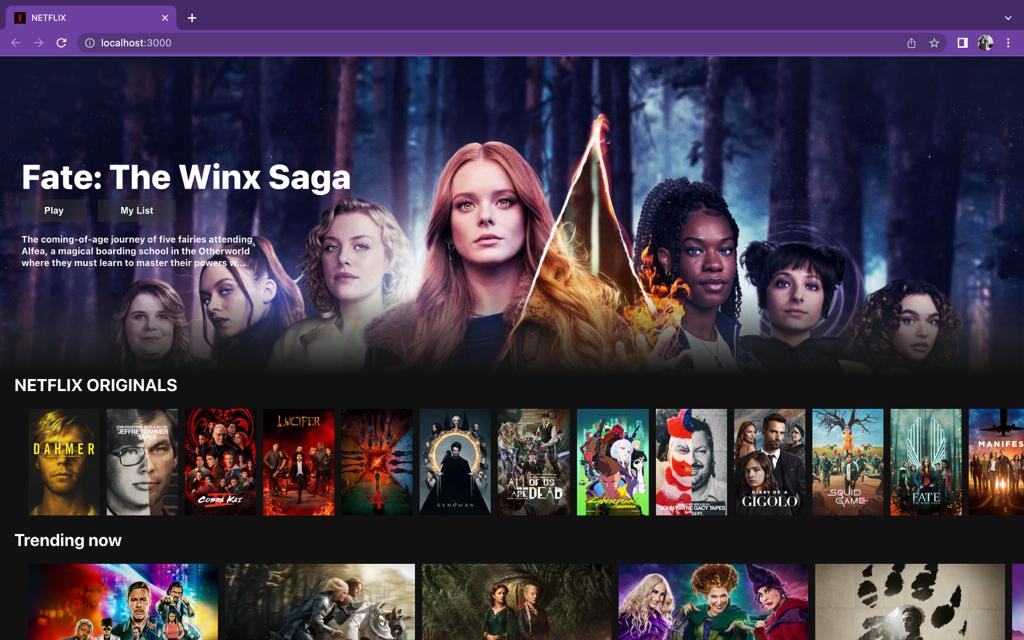 NETFLIX
localhost:3000
Fate: The Winx Saga
Play
My List
The coming-of-age journey of five fairies attending
Alfea, a magical boarding school in the Otherworld
where they must learn to master their powers w...
NETFLIX ORIGINALS
DAHMER
CONVERSATIONS WITH A KILLER
JEFFREY DAHMER
COBRA KAI
LUCIFER
SANDMAN
ALL OF US
ARE DEAD
CYBERPUNK
JOHN WAYNE GACY TAPES
SEPT
DIARY OF A
GIGOLO
SQUID
GAME
FATE
MANIFES
Trending now